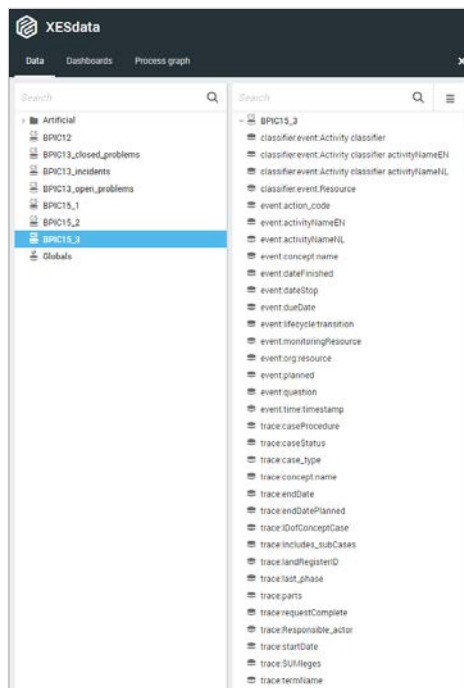 XESdata
Data Dashboards Process graph
Search
Artificial
BPIC12
BPIC13_closed_problems
BPIC13_incidents
BPIC13_open_problems
BPIC15_1
BPIC15_2
BPIC15_3
Globals
Search
BPIC15_3
classifier:event:Activity classifier
classifier:event:Activity classifier activityNameEN
classifier:event:Activity classifier activityNameNL
classifier:event:Resource
event:action_code
event:activityNameEN
event:activityNameNL
event:concept:name
event:dateFinished
event:dateStop
event:dueDate
event:lifecycle:transition
event:monitoringResource
event:org:resource
event:planned
event:question
event:time:timestamp
trace:caseProcedure
trace:caseStatus
trace:case_type
trace:concept:name
trace:endDate
trace:endDatePlanned
trace:IDofConceptCase
trace:Includes_subCases
trace:landRegisterID
trace:last_phase
trace:parts
trace:requestComplete
trace:Responsible_actor
trace:startDate
trace:SUMleges
trace:termName